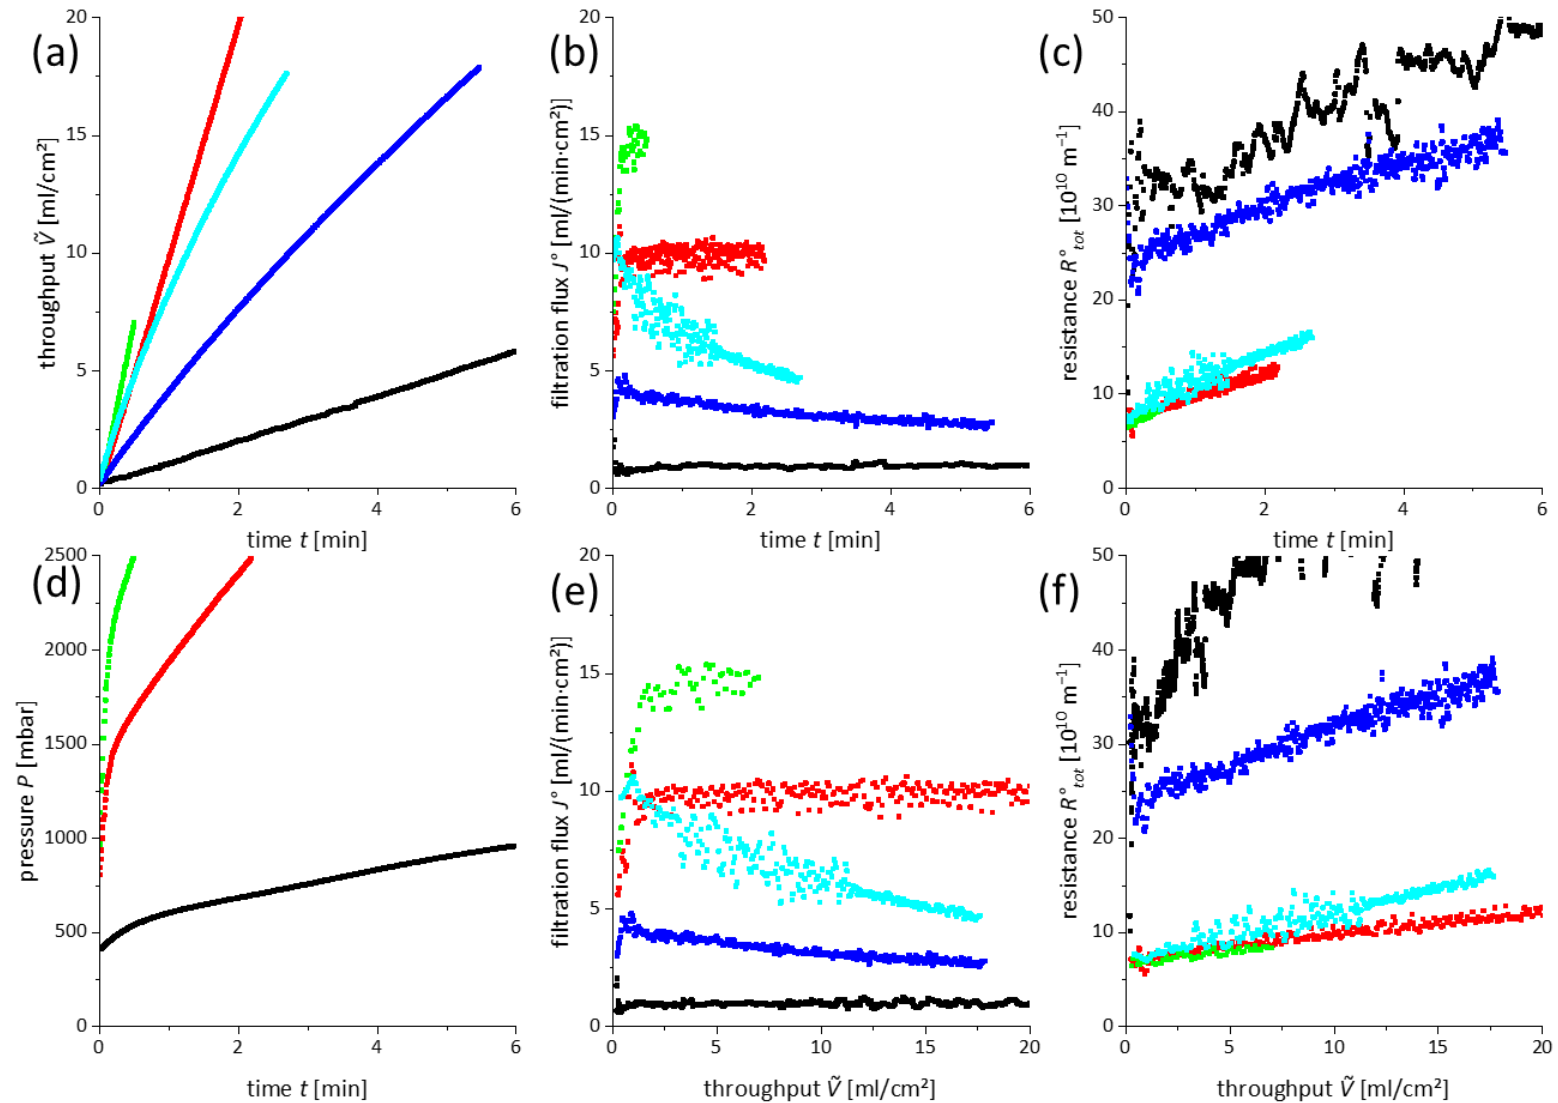 (a)
throughput Ṽ [ml/cm²]
20
15
10
5
0
0 2 4 6
time t [min]
(b)
filtration flux J° [ml/(min·cm²)]
20
15
10
5
0
0 2 4 6
time t [min]
(c)
resistance R°tot [10¹⁰ m⁻¹]
50
40
30
20
10
0
0 2 4 6
time t [min]
(d)
pressure P [mbar]
2500
2000
1500
1000
500
0
0 2 4 6
time t [min]
(e)
filtration flux J° [ml/(min·cm²)]
20
15
10
5
0
0 5 10 15 20
throughput Ṽ [ml/cm²]
(f)
resistance R°tot [10¹⁰ m⁻¹]
50
40
30
20
10
0
0 5 10 15 20
throughput Ṽ [ml/cm²]